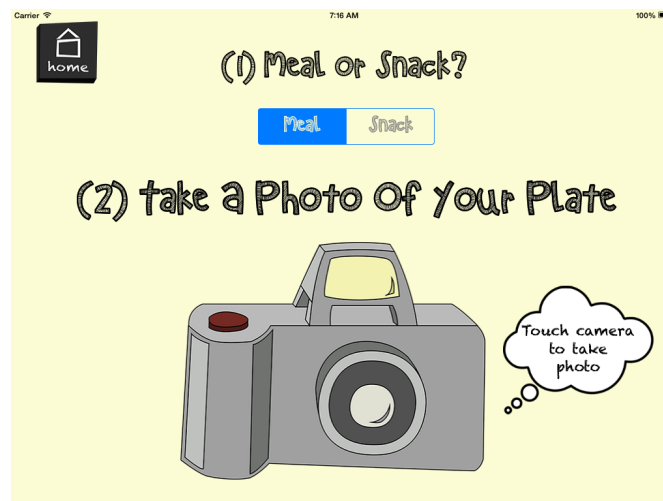 Carrier 7:16 AM 100%
home
(1) Meal or Snack?
Meal Snack
(2) take a Photo Of Your Plate
Touch camera
to take
photo